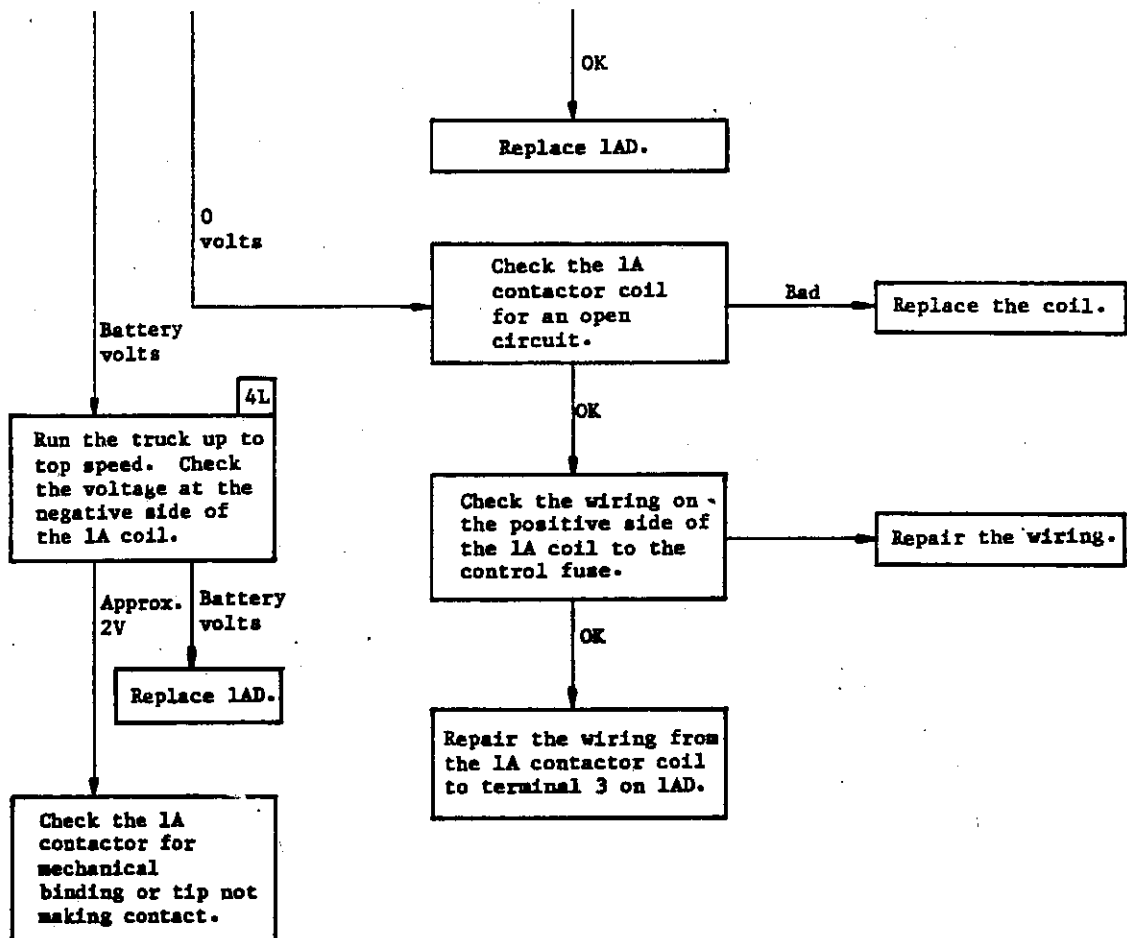 OK
Replace 1AD.
0
volts
Check the 1A
contactor coil
for an open
circuit.
Bad
Replace the coil.
Battery
volts
4L
OK
Run the truck up to
top speed. Check
the voltage at the
negative side of
the 1A coil.
Check the wiring on
the positive side of
the 1A coil to the
control fuse.
Repair the wiring.
Approx.
2V
Battery
volts
OK
Replace 1AD.
Repair the wiring from
the 1A contactor coil
to terminal 3 on 1AD.
Check the 1A
contactor for
mechanical
binding or tip not
making contact.